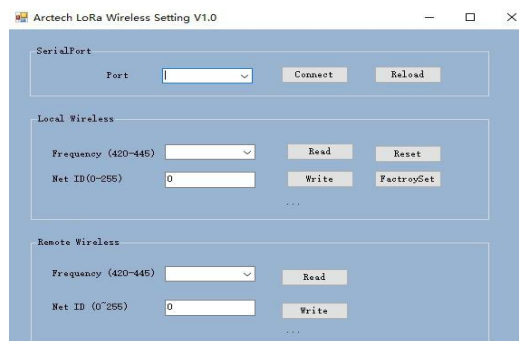 Arctech LoRa Wireless Setting V1.0
SerialPort
Port Connect Reload
Local Wireless
Frequency (420-445) Read Reset
Net ID(0-255) 0 Write FactroySet
...
Remote Wireless
Frequency (420-445) Read
Net ID (0~255) 0 Write
...